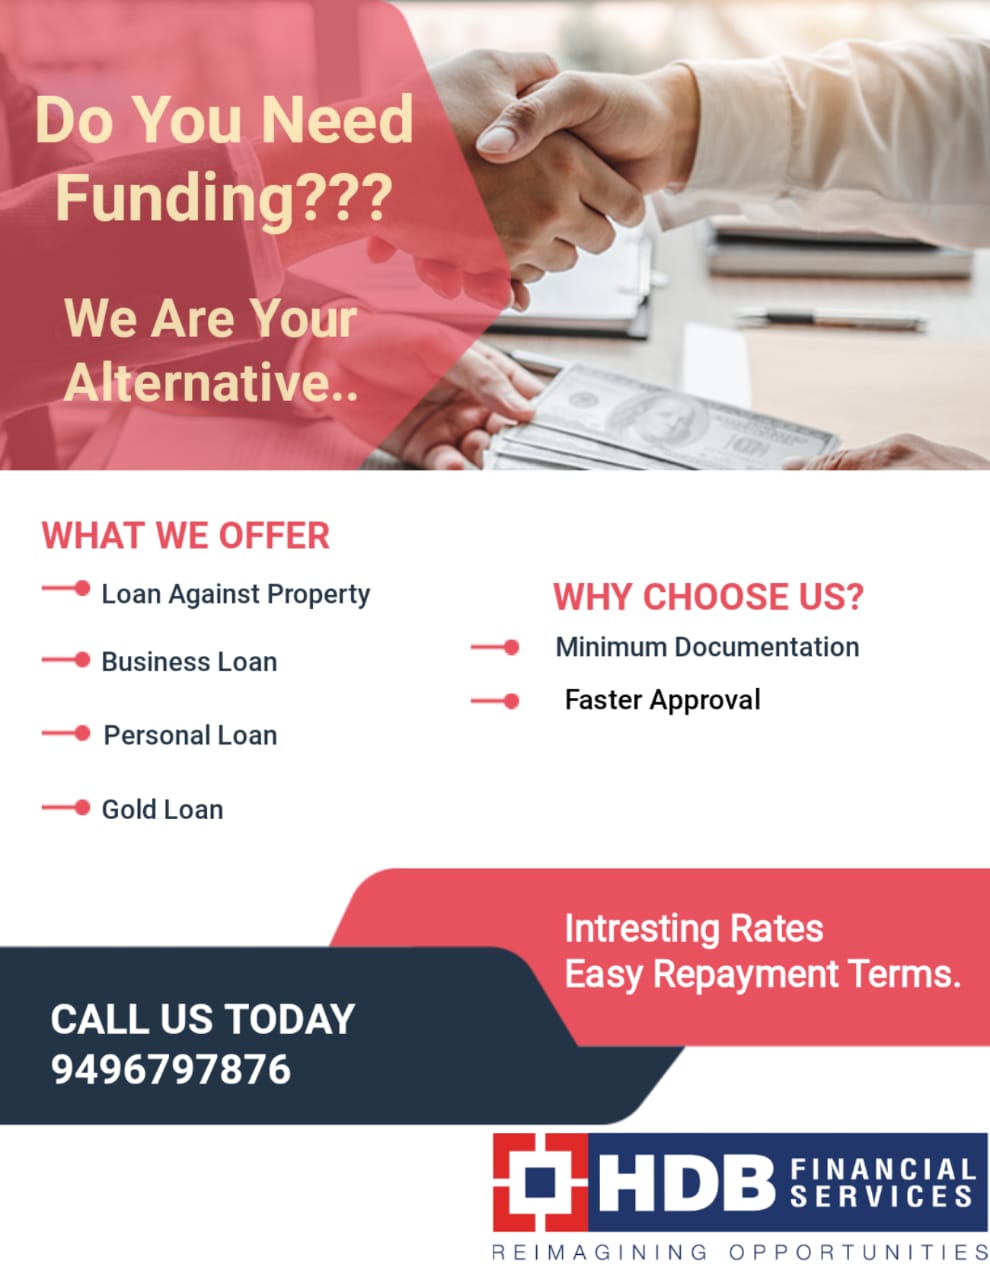 Do You Need
Funding???
We Are Your
Alternative..
WHAT WE OFFER
Loan Against Property
Business Loan
Personal Loan
Gold Loan
WHY CHOOSE US?
Minimum Documentation
Faster Approval
Intresting Rates
Easy Repayment Terms.
CALL US TODAY
9496797876
HDB FINANCIAL
SERVICES
REIMAGINING OPPORTUNITIES